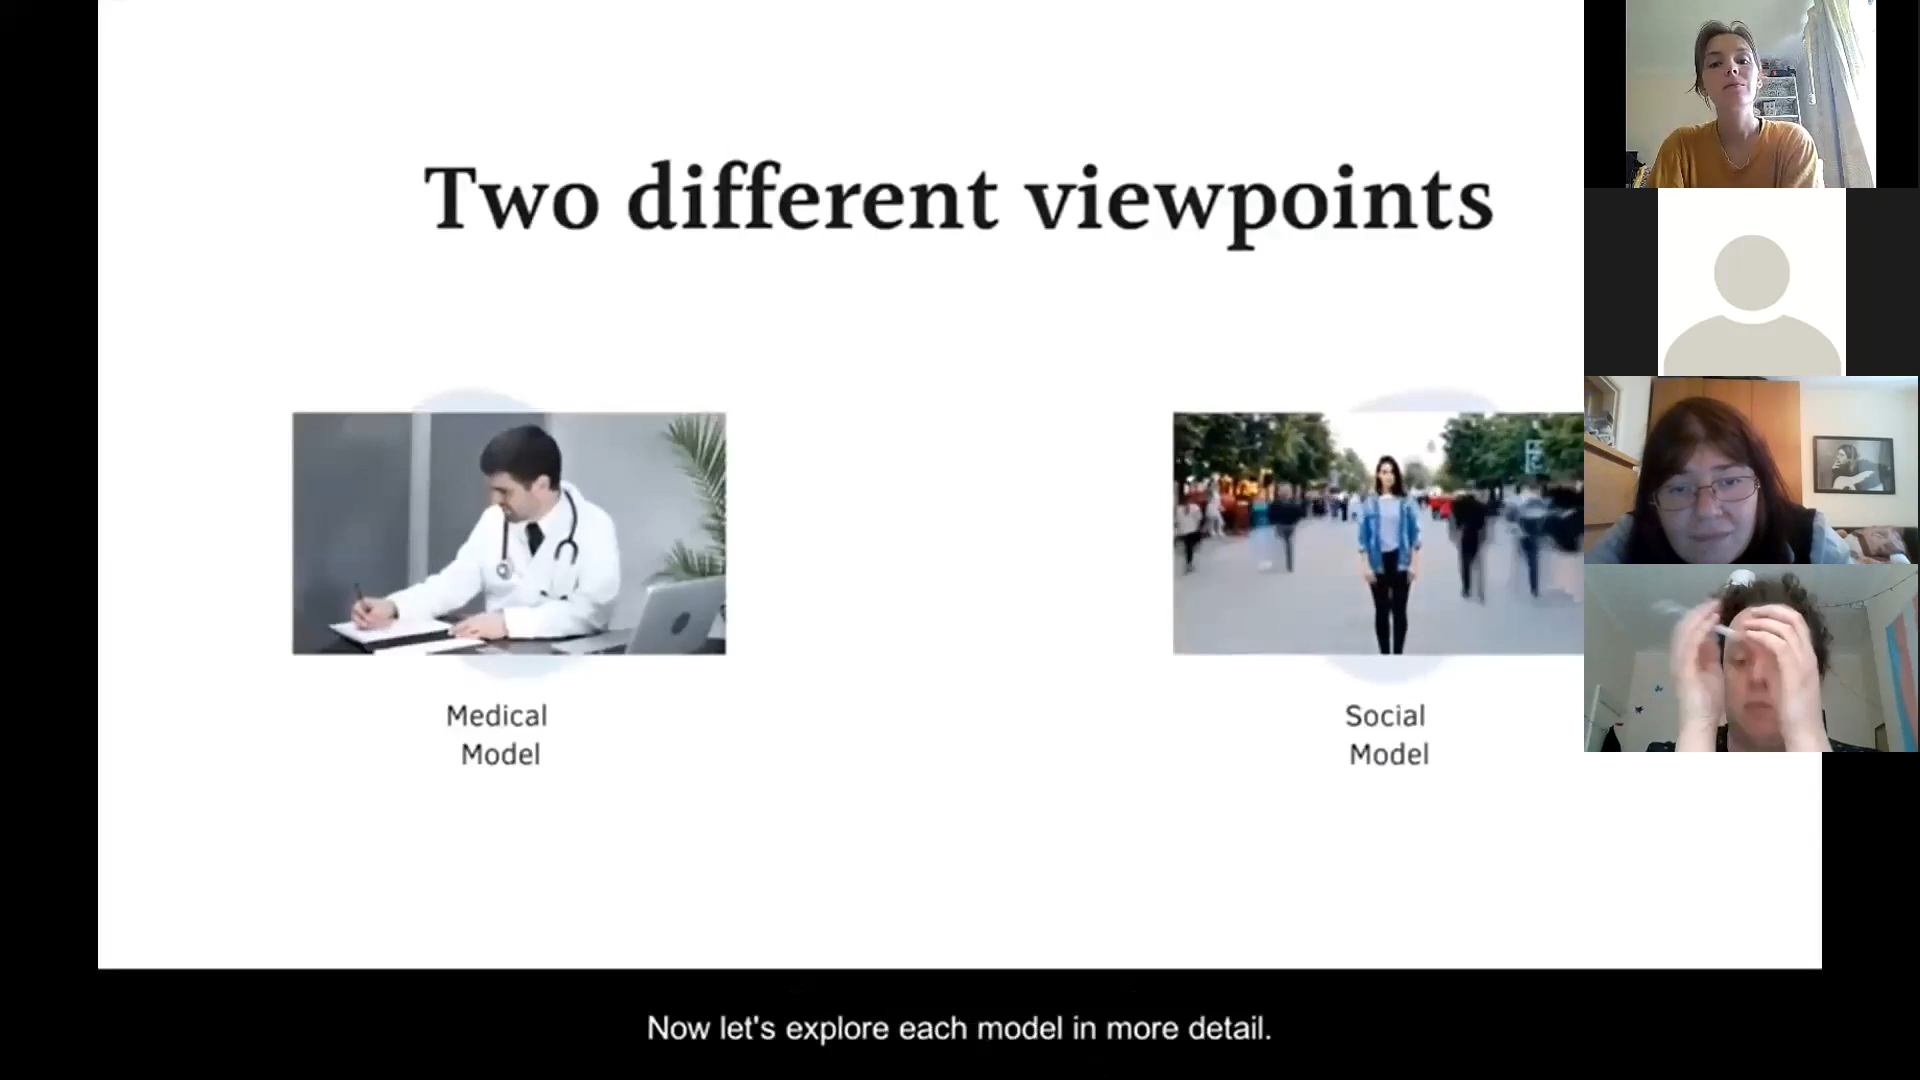 Two different viewpoints
Medical
Model
Social
Model
Now let's explore each model in more detail.